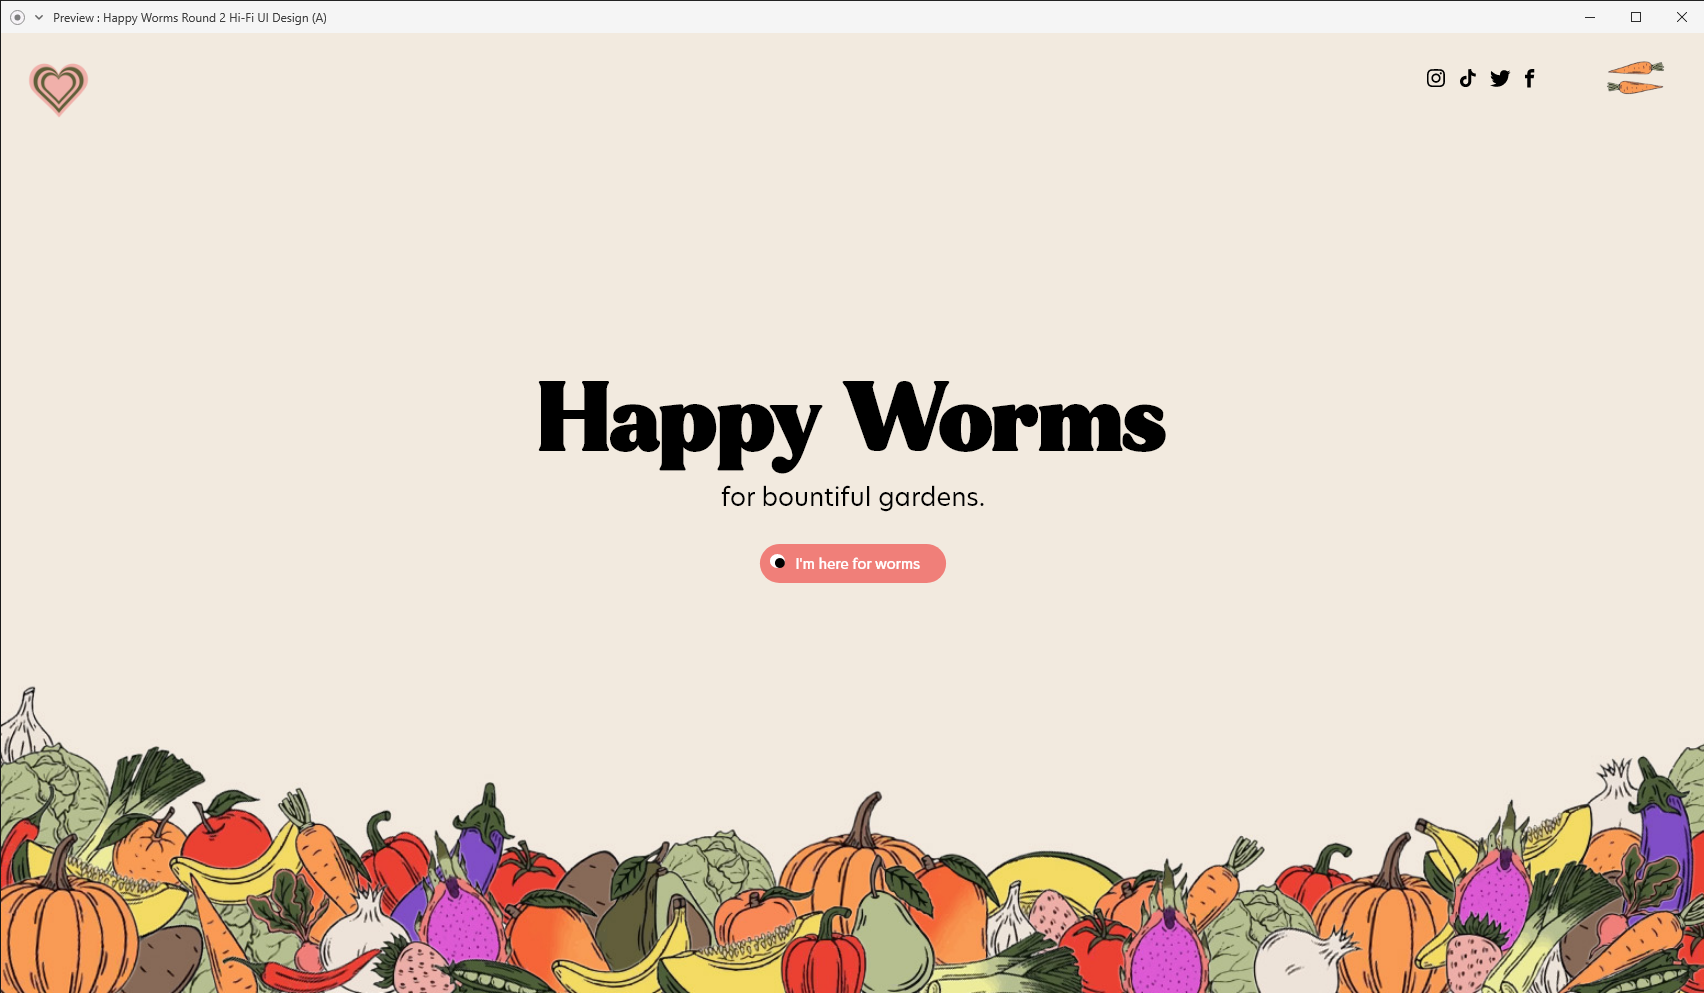 Preview : Happy Worms Round 2 Hi-Fi UI Design (A)
Happy Worms
for bountiful gardens.
I'm here for worms